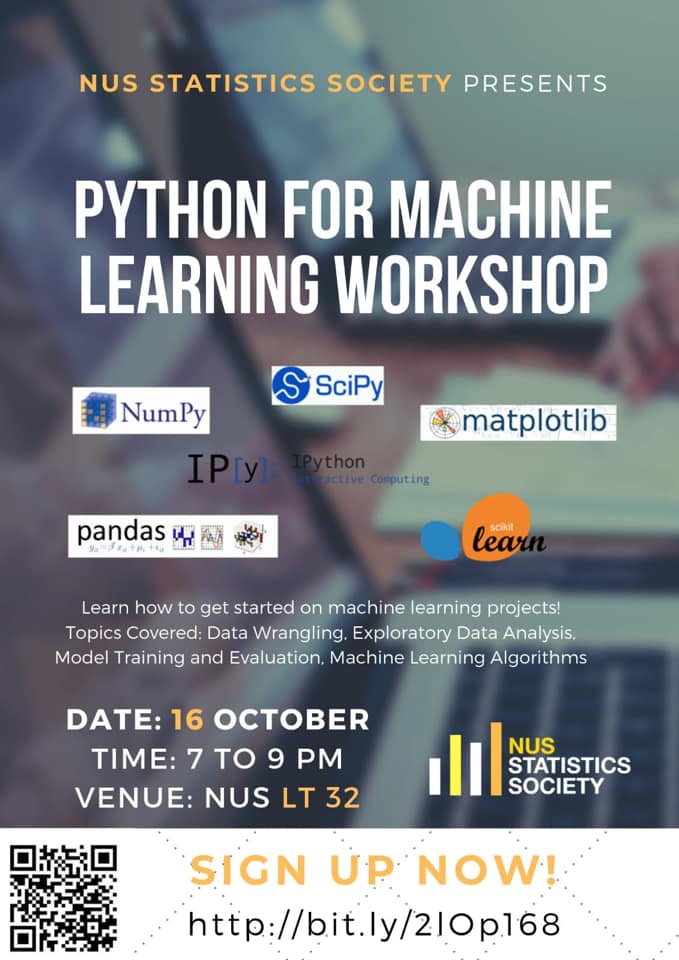 NUS STATISTICS SOCIETY PRESENTS
PYTHON FOR MACHINE
LEARNING WORKSHOP
SciPy
NumPy
matplotlib
IP[y]: IPython
Interactive Computing
pandas
scikit
learn
Learn how to get started on machine learning projects!
Topics Covered: Data Wrangling, Exploratory Data Analysis,
Model Training and Evaluation, Machine Learning Algorithms
DATE: 16 OCTOBER
TIME: 7 TO 9 PM
VENUE: NUS LT 32
NUS
STATISTICS
SOCIETY
SIGN UP NOW!
http://bit.ly/2lOp168